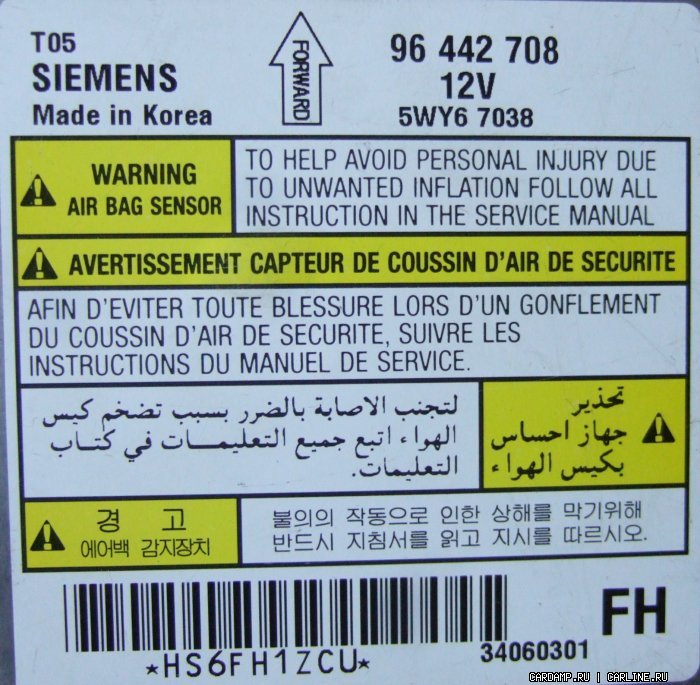 T05
SIEMENS
Made in Korea
FORWARD
96 442 708
12V
5WY6 7038
WARNING
AIR BAG SENSOR
TO HELP AVOID PERSONAL INJURY DUE
TO UNWANTED INFLATION FOLLOW ALL
INSTRUCTION IN THE SERVICE MANUAL
AVERTISSEMENT CAPTEUR DE COUSSIN D'AIR DE SECURITE
AFIN D'EVITER TOUTE BLESSURE LORS D'UN GONFLEMENT
DU COUSSIN D'AIR DE SECURITE, SUIVRE LES
INSTRUCTIONS DU MANUEL DE SERVICE.
تحذير
جهاز احساس
بكيس الهواء
لتجنب الاصابة بالضرر بسبب تضخم كيس
الهواء اتبع جميع التعليمـــات في كتاب
التعليمات.
경 고
에어백 감지장치
불의의 작동으로 인한 상해를 막기위해
반드시 지침서를 읽고 지시를 따르시오.
*HS6FH1ZCU*
34060301
FH
CARDAMP.RU | CARLINE.RU